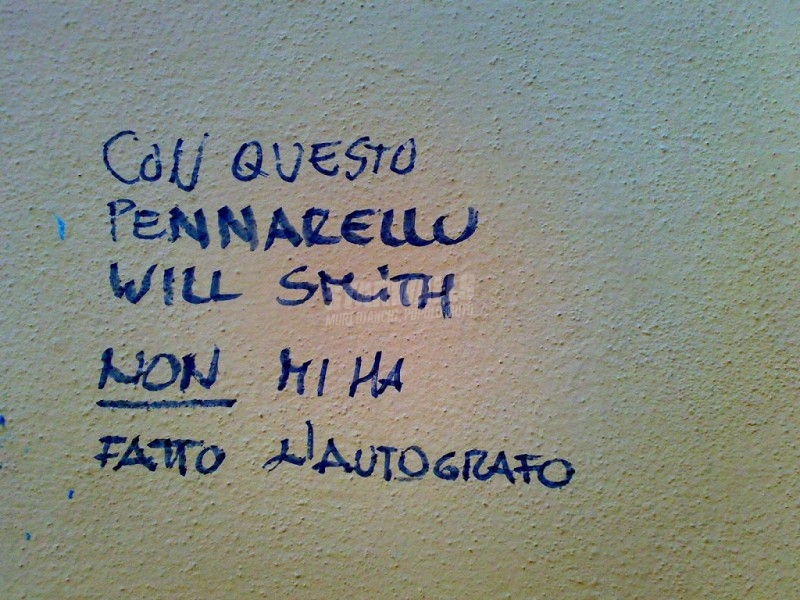 CON QUESTO
PENNARELLO
WILL SMiTH
NON MI HA
FATTO L'AUTOGRAFO